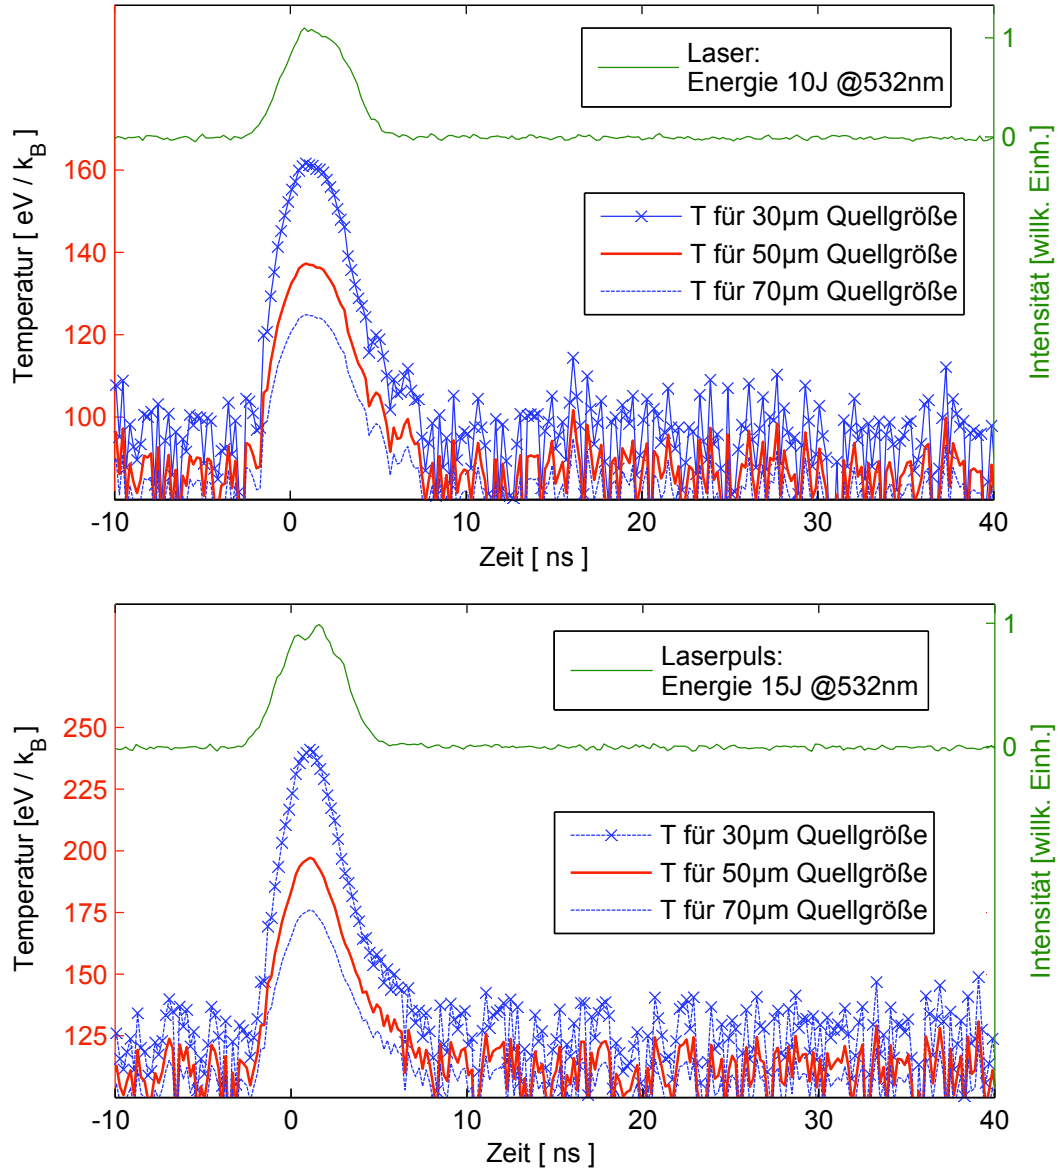 Laser:
Energie 10J @532nm
1
0
Temperatur [ eV / k_B ]
Intensität [willk. Einh.]
160
140
120
100
T für 30µm Quellgröße
T für 50µm Quellgröße
T für 70µm Quellgröße
-10 0 10 20 30 40
Zeit [ ns ]
Laserpuls:
Energie 15J @532nm
1
0
Temperatur [eV / k_B ]
Intensität [willk. Einh.]
250
225
200
175
150
125
T für 30µm Quellgröße
T für 50µm Quellgröße
T für 70µm Quellgröße
-10 0 10 20 30 40
Zeit [ ns ]